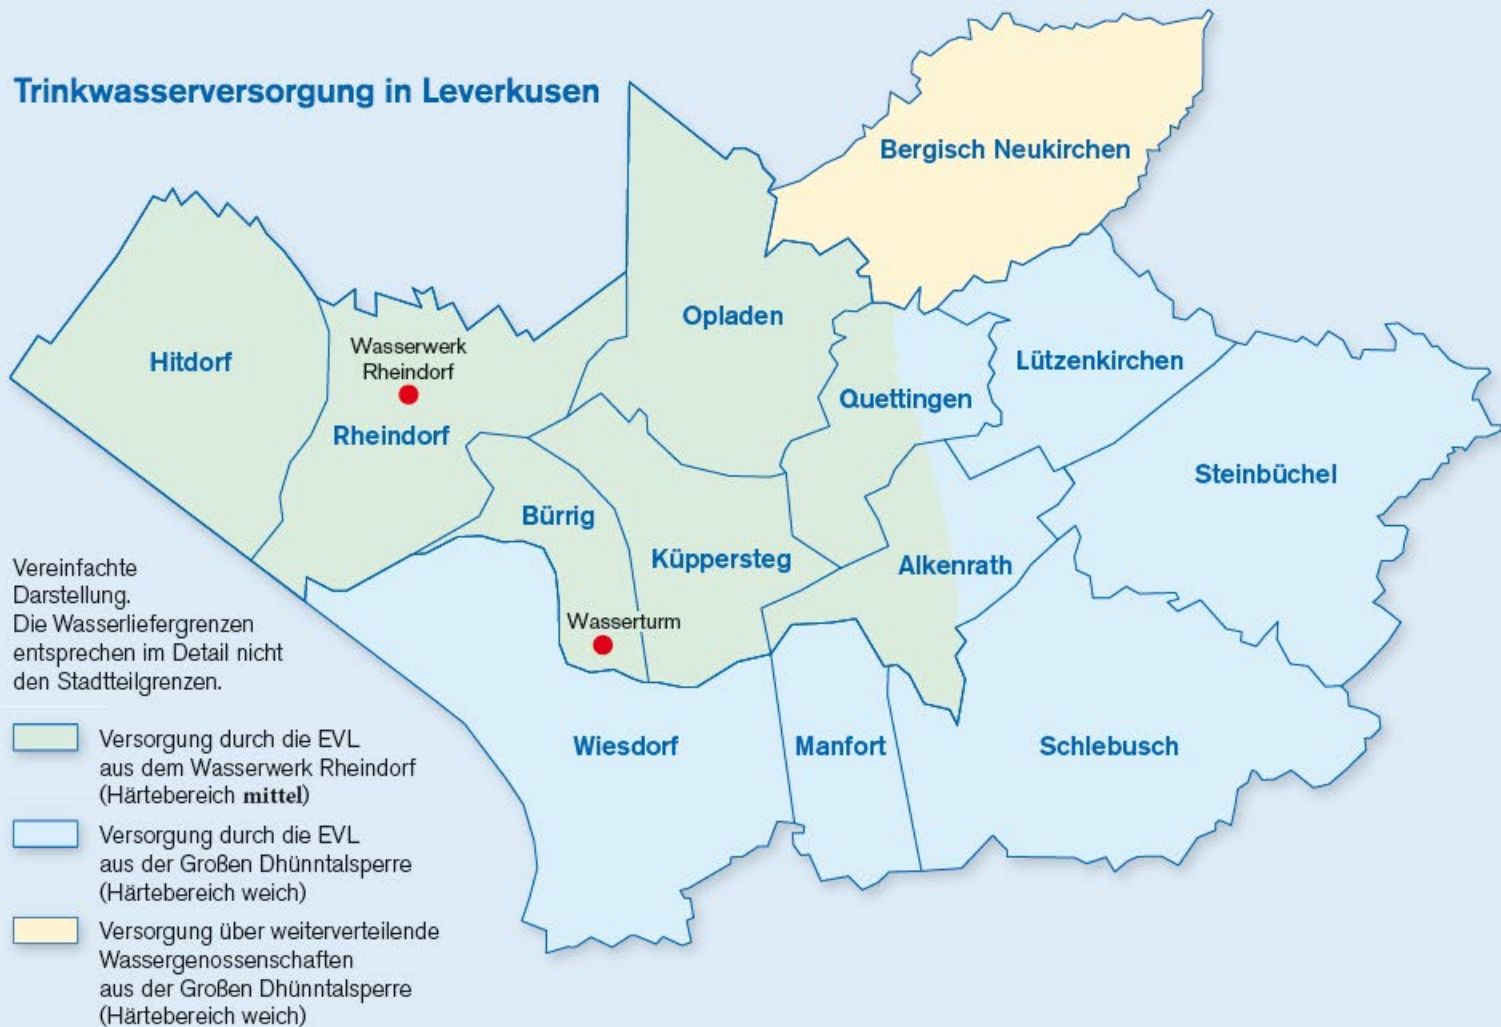 Trinkwasserversorgung in Leverkusen
Bergisch Neukirchen
Opladen
Hitdorf
Wasserwerk
Rheindorf
Rheindorf
Lützenkirchen
Quettingen
Steinbüchel
Bürrig
Küppersteg
Alkenrath
Wasserturm
Wiesdorf
Manfort
Schlebusch
Vereinfachte
Darstellung.
Die Wasserliefergrenzen
entsprechen im Detail nicht
den Stadtteilgrenzen.
Versorgung durch die EVL
aus dem Wasserwerk Rheindorf
(Härtebereich mittel)
Versorgung durch die EVL
aus der Großen Dhünntalsperre
(Härtebereich weich)
Versorgung über weiterverteilende
Wassergenossenschaften
aus der Großen Dhünntalsperre
(Härtebereich weich)